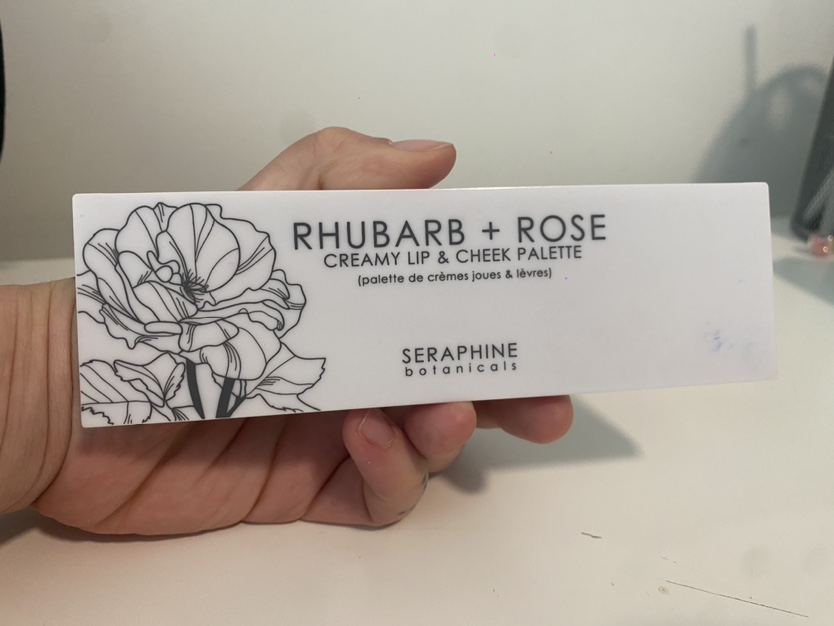 RHUBARB + ROSE
CREAMY LIP & CHEEK PALETTE
(palette de crèmes joues & lèvres)
SERAPHINE
botanicals